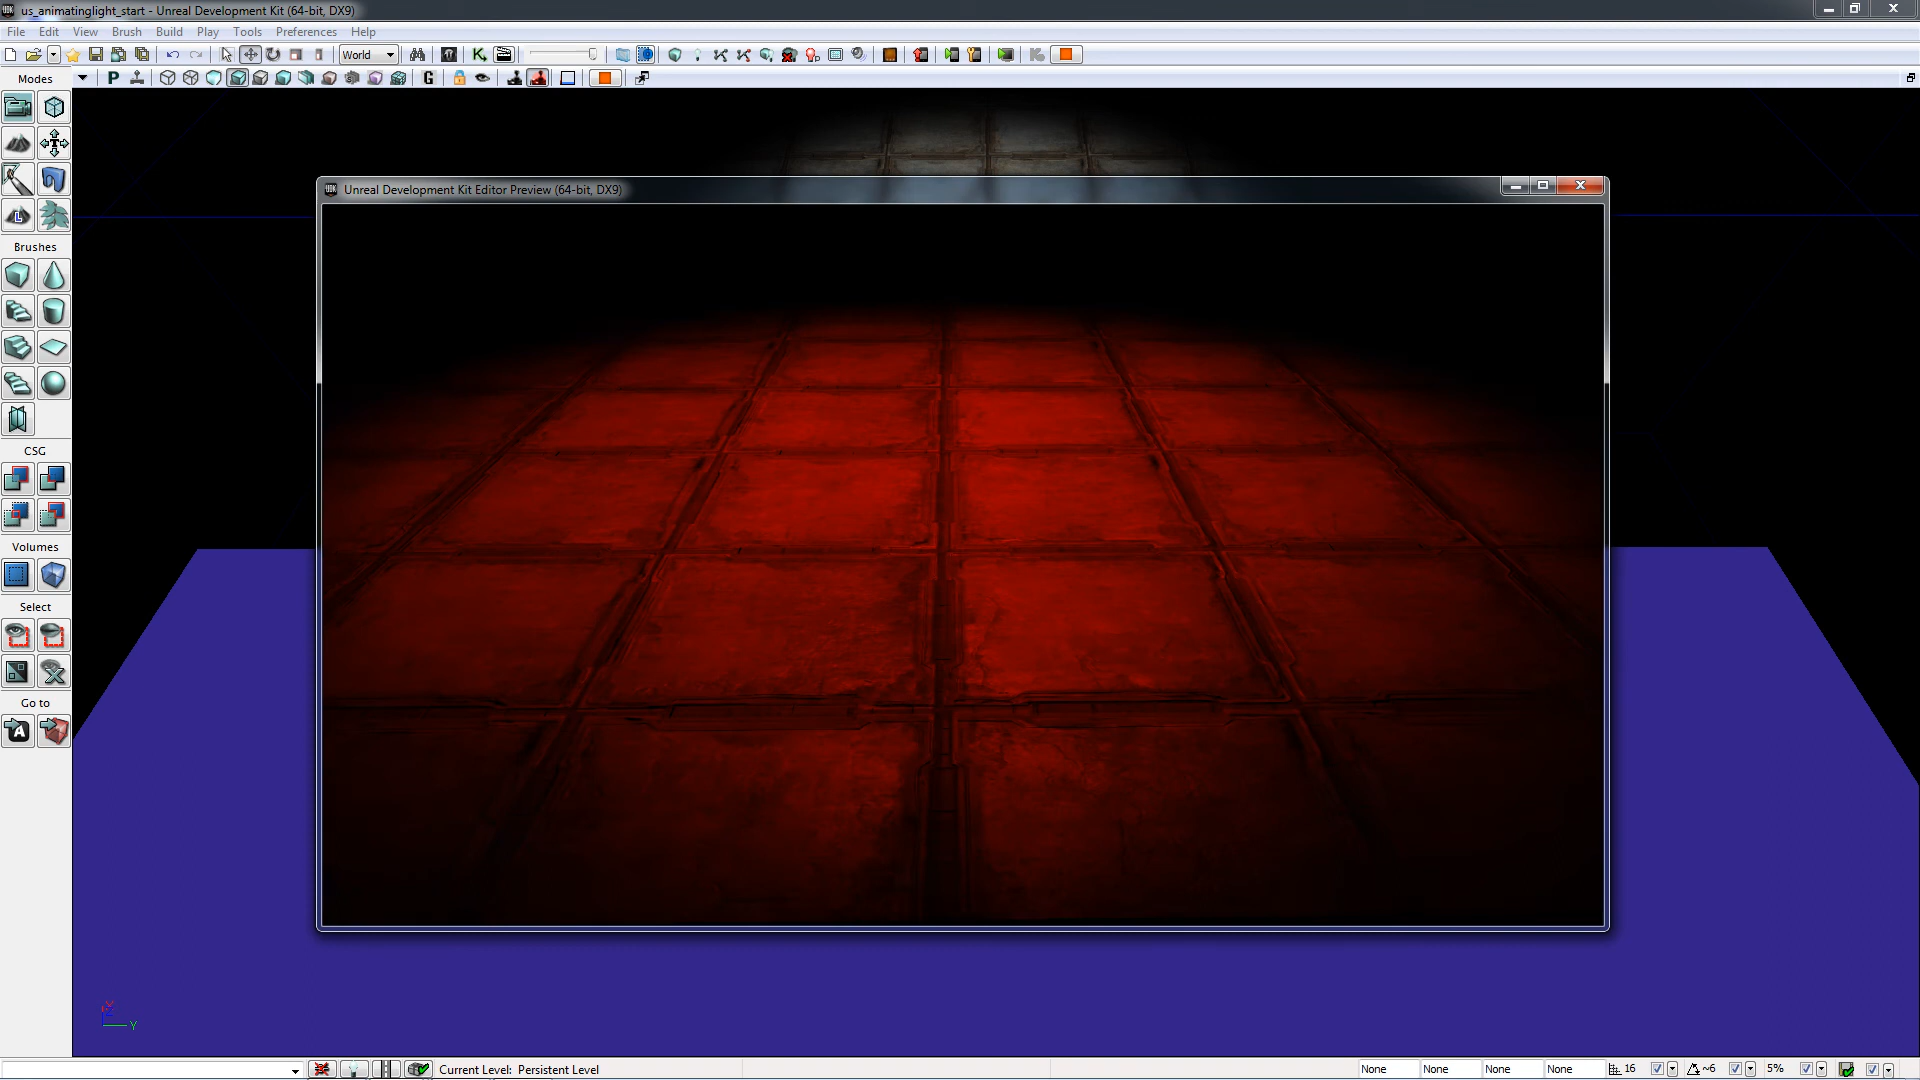 us_animatinglight_start - Unreal Development Kit (64-bit, DX9)
File Edit View Brush Build Play Tools Preferences Help
World
Modes
P G
Unreal Development Kit Editor Preview (64-bit, DX9)
Brushes
CSG
Volumes
Select
Go to
Y
Current Level: Persistent Level
None None None None 16 ~6 5%